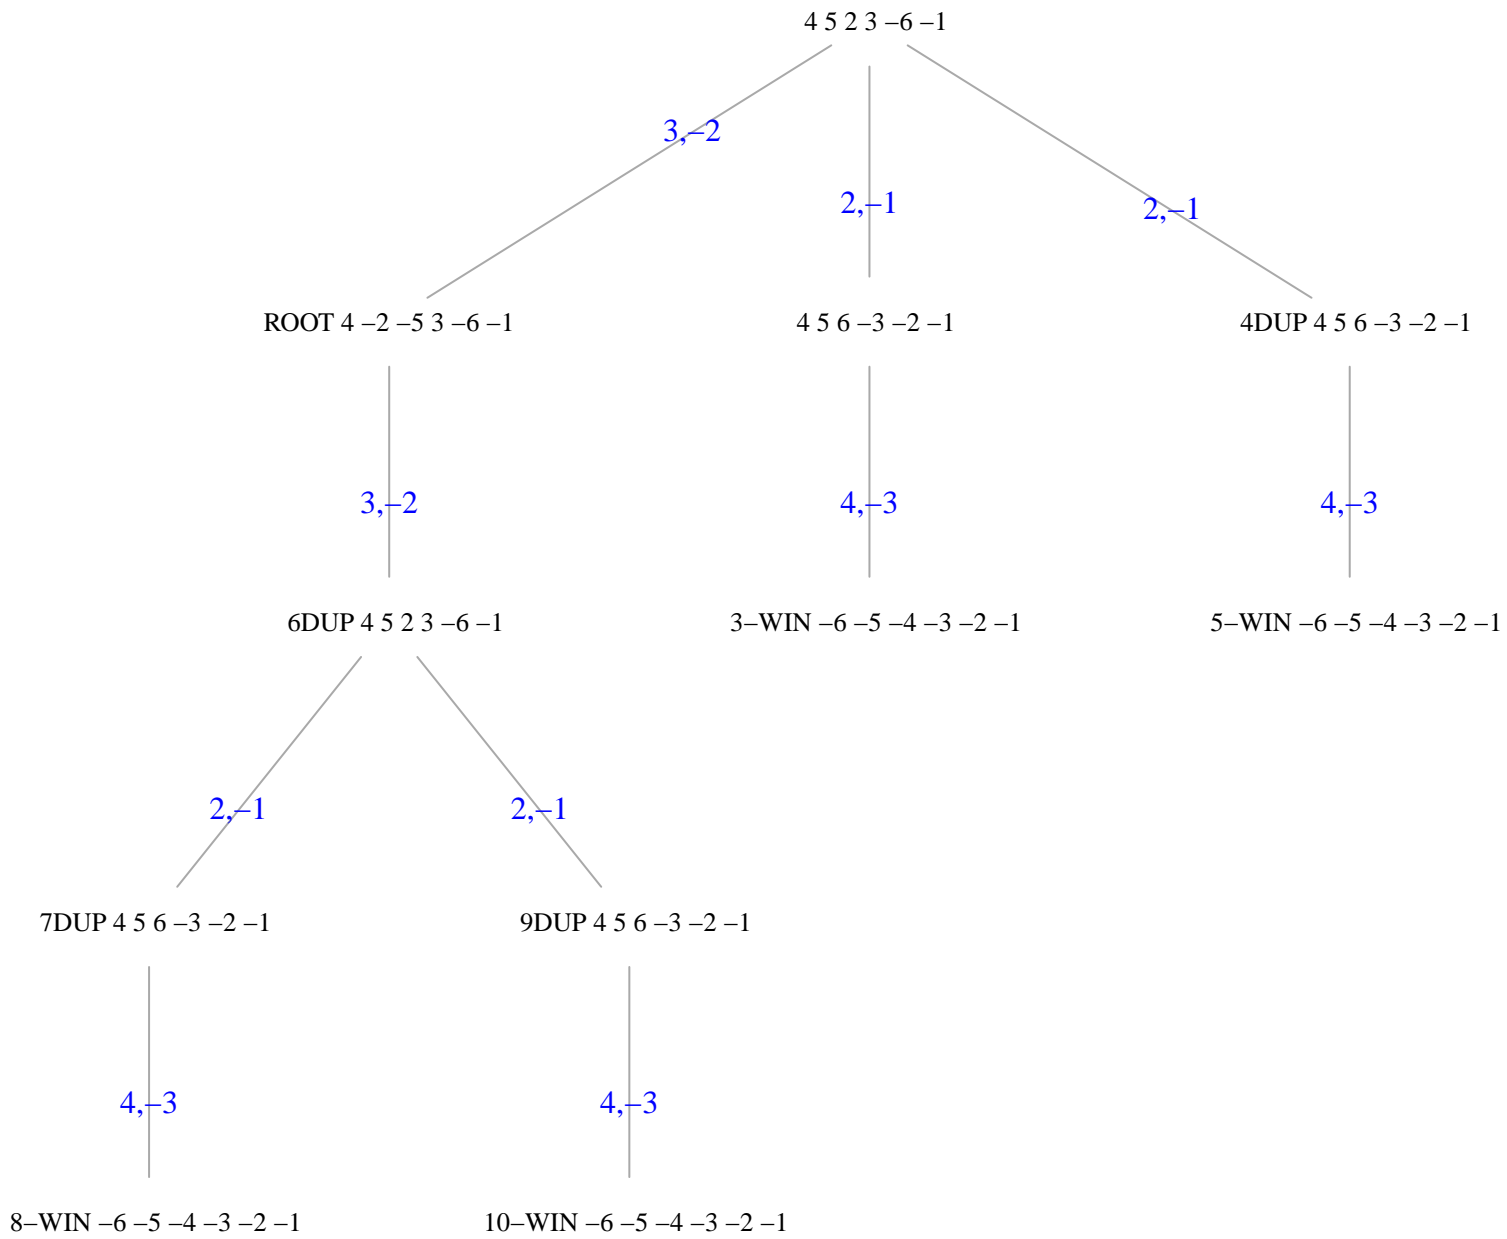 4 5 2 3 –6 –1
3,–2
2,–1
2,–1
ROOT 4 –2 –5 3 –6 –1
4 5 6 –3 –2 –1
4DUP 4 5 6 –3 –2 –1
3,–2
4,–3
4,–3
6DUP 4 5 2 3 –6 –1
3–WIN –6 –5 –4 –3 –2 –1
5–WIN –6 –5 –4 –3 –2 –1
2,–1
2,–1
7DUP 4 5 6 –3 –2 –1
9DUP 4 5 6 –3 –2 –1
4,–3
4,–3
8–WIN –6 –5 –4 –3 –2 –1
10–WIN –6 –5 –4 –3 –2 –1